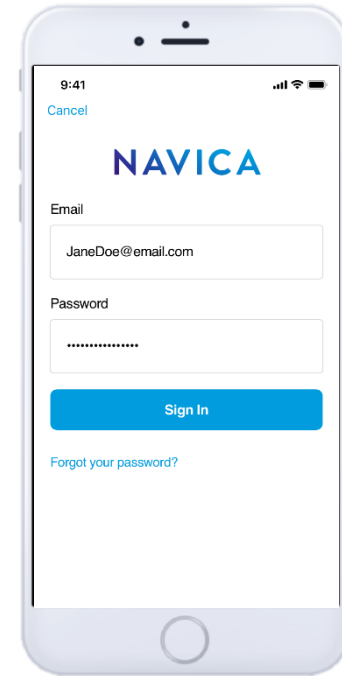 9:41
Cancel
NAVICA
Email
JaneDoe@email.com
Password
••••••••••••••••
Sign In
Forgot your password?